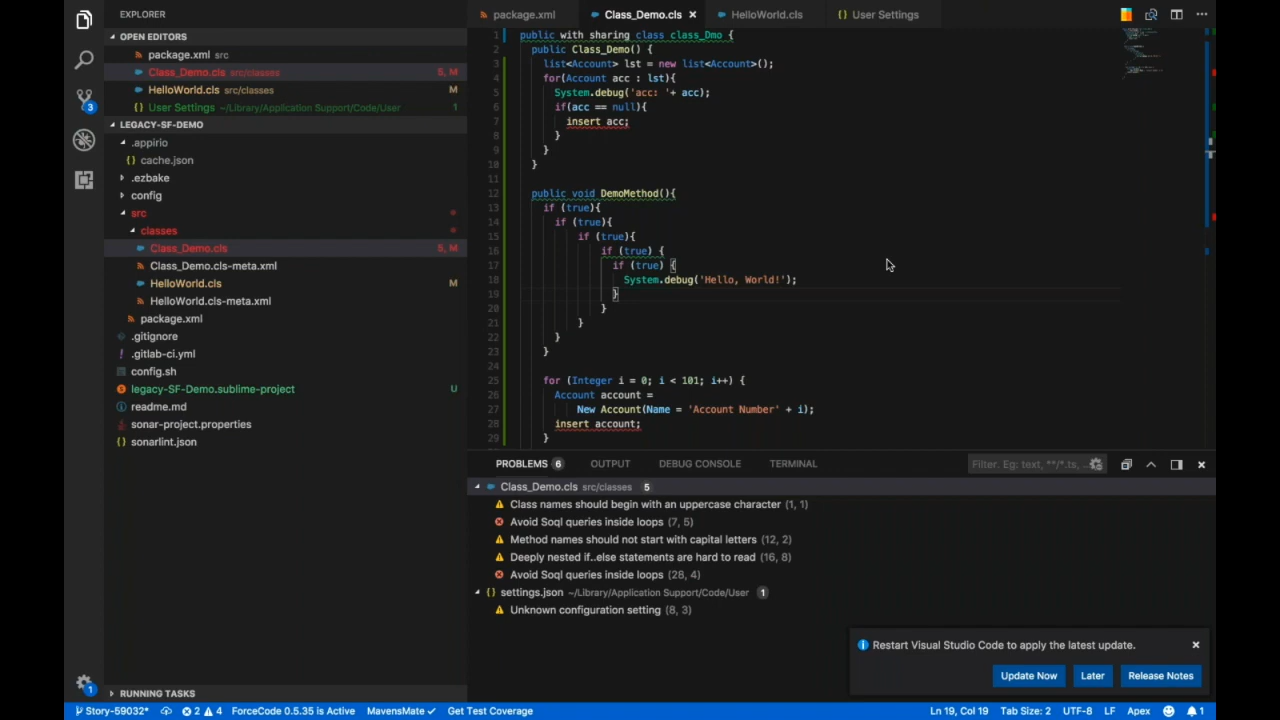 EXPLORER
package.xml
Class_Demo.cls ×
HelloWorld.cls
{} User Settings
OPEN EDITORS
package.xml src
Class_Demo.cls src/classes 5, M
HelloWorld.cls src/classes M
{} User Settings ~/Library/Application Support/Code/User 1
LEGACY-SF-DEMO
.appirio
{} cache.json
.ezbake
config
src
classes
Class_Demo.cls 5, M
Class_Demo.cls-meta.xml
HelloWorld.cls M
HelloWorld.cls-meta.xml
package.xml
.gitignore
! .gitlab-ci.yml
config.sh
legacy-SF-Demo.sublime-project U
readme.md
sonar-project.properties
{} sonarlint.json
RUNNING TASKS
3
1
1 public with sharing class class_Dmo {
2 public Class_Demo() {
3 list<Account> lst = new list<Account>();
4 for(Account acc : lst){
5 System.debug('acc: '+ acc);
6 if(acc == null){
7 insert acc;
8 }
9 }
10 }
11
12 public void DemoMethod(){
13 if (true){
14 if (true){
15 if (true){
16 if (true) {
17 if (true) {
18 System.debug('Hello, World!');
19 }
20 }
21 }
22 }
23 }
24
25 for (Integer i = 0; i < 101; i++) {
26 Account account =
27 New Account(Name = 'Account Number' + i);
28 insert account;
29 }
PROBLEMS 6 OUTPUT DEBUG CONSOLE TERMINAL
Filter. Eg: text, **/*.ts, ...
Class_Demo.cls src/classes 5
Class names should begin with an uppercase character (1, 1)
Avoid Soql queries inside loops (7, 5)
Method names should not start with capital letters (12, 2)
Deeply nested if..else statements are hard to read (16, 8)
Avoid Soql queries inside loops (28, 4)
{} settings.json ~/Library/Application Support/Code/User 1
Unknown configuration setting (8, 3)
Restart Visual Studio Code to apply the latest update. ×
Update Now Later Release Notes
Story-59032* 2 4 ForceCode 0.5.35 is Active MavensMate ✓ Get Test Coverage Ln 19, Col 19 Tab Size: 2 UTF-8 LF Apex 1